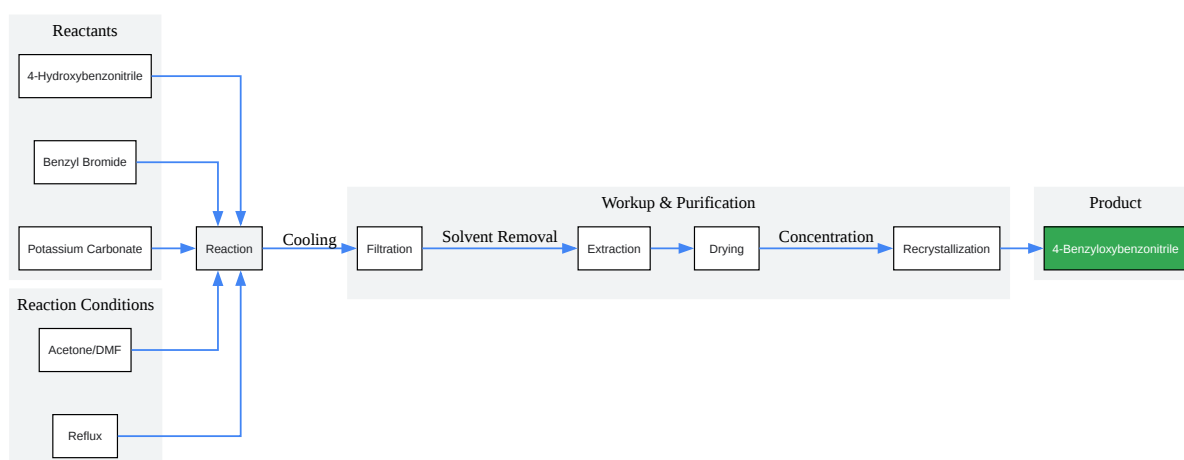 Reactants
4-Hydroxybenzonitrile
Benzyl Bromide
Potassium Carbonate
Reaction Conditions
Acetone/DMF
Reflux
Reaction
Cooling
Workup & Purification
Filtration
Solvent Removal
Extraction
Drying
Concentration
Recrystallization
Product
4-Benzyloxybenzonitrile